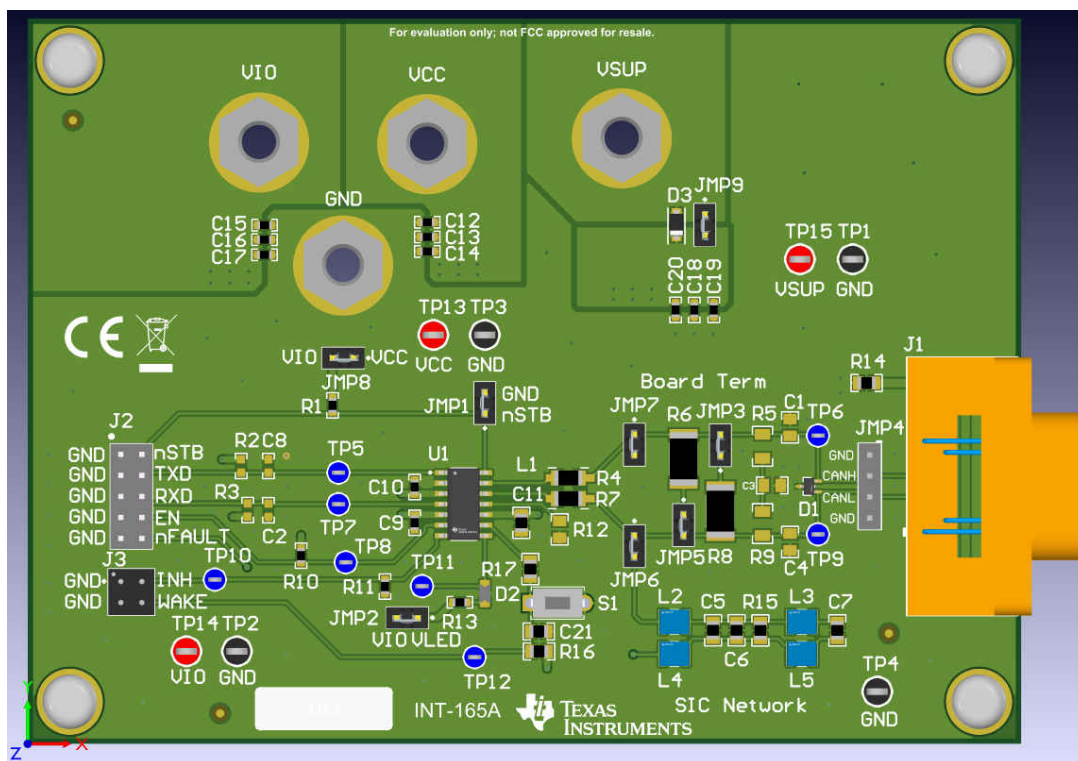 For evaluation only; not FCC approved for resale.
VIO
VCC
VSUP
GND
C15
C16
C17
C12
C13
C14
D3
JMP9
C20
C18
C19
TP15
TP1
VSUP
GND
CE
TP13
TP3
VCC
GND
VIO
VCC
JMP8
R1
JMP1
GND
nSTB
J1
R14
Board Term
JMP7
R6
JMP3
R5
C1
TP6
JMP4
GND
CANH
CANL
GND
J2
GND
nSTB
GND
TXD
GND
RXD
GND
EN
GND
nFAULT
R2
C8
TP5
R3
C2
TP7
U1
C10
C9
L1
R4
R7
C11
R12
C3
D1
JMP5
R8
R9
C4
TP9
JMP6
J3
GND
INH
GND
WAKE
TP10
R10
TP8
R11
TP11
R17
D2
S1
JMP2
R13
VIO
VLED
C21
R16
TP12
TP14
TP2
VIO
GND
L2
C5
R15
L3
C7
L4
C6
L5
SIC Network
TP4
GND
INT-165A
TEXAS
INSTRUMENTS
Y
X
Z